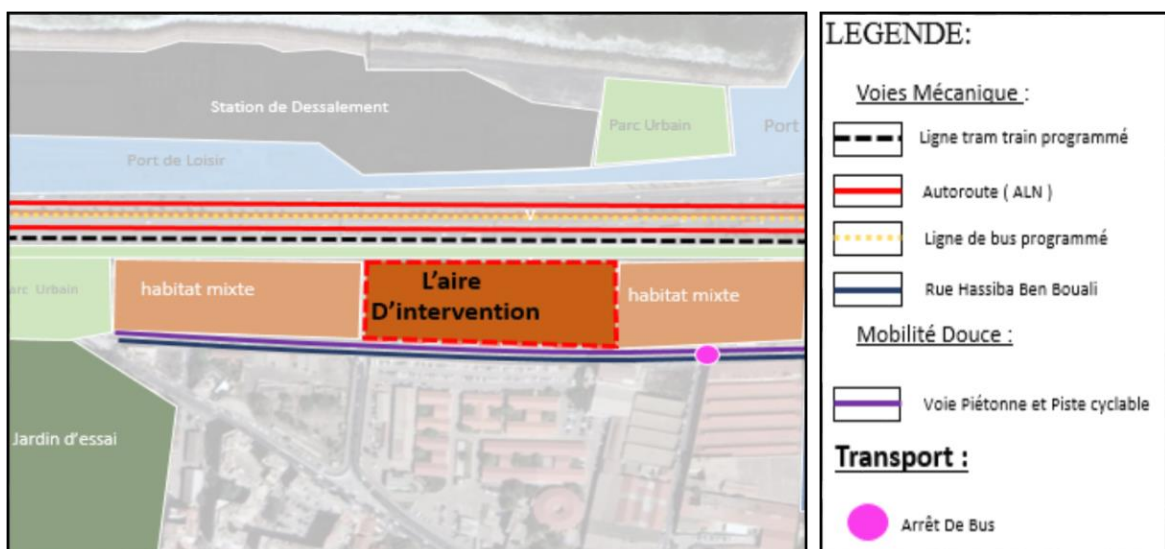 Station de Dessalement
Parc Urbain
Port
Port de Loisir
V
arc Urbain
habitat mixte
L'aire
D'intervention
habitat mixte
Jardin d'essai
LEGENDE:
Voies Mécanique :
Ligne tram train programmé
Autoroute ( ALN )
Ligne de bus programmé
Rue Hassiba Ben Bouali
Mobilité Douce :
Voie Piétonne et Piste cyclable
Transport :
Arrêt De Bus